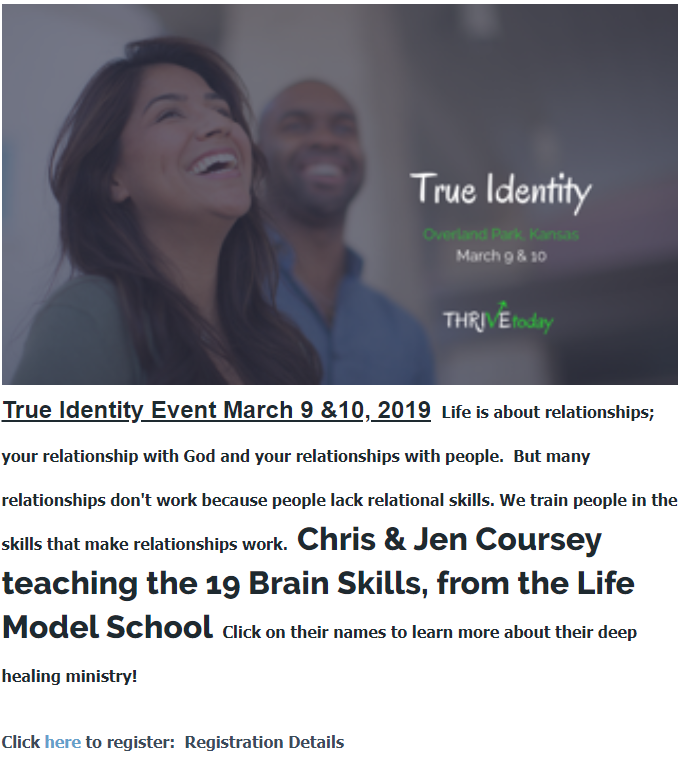 True Identity
Overland Park, Kansas
March 9 & 10
THRIVEtoday
True Identity Event March 9 &10, 2019 Life is about relationships;
your relationship with God and your relationships with people. But many
relationships don't work because people lack relational skills. We train people in the
skills that make relationships work. Chris & Jen Coursey
teaching the 19 Brain Skills, from the Life
Model School Click on their names to learn more about their deep
healing ministry!
Click here to register: Registration Details